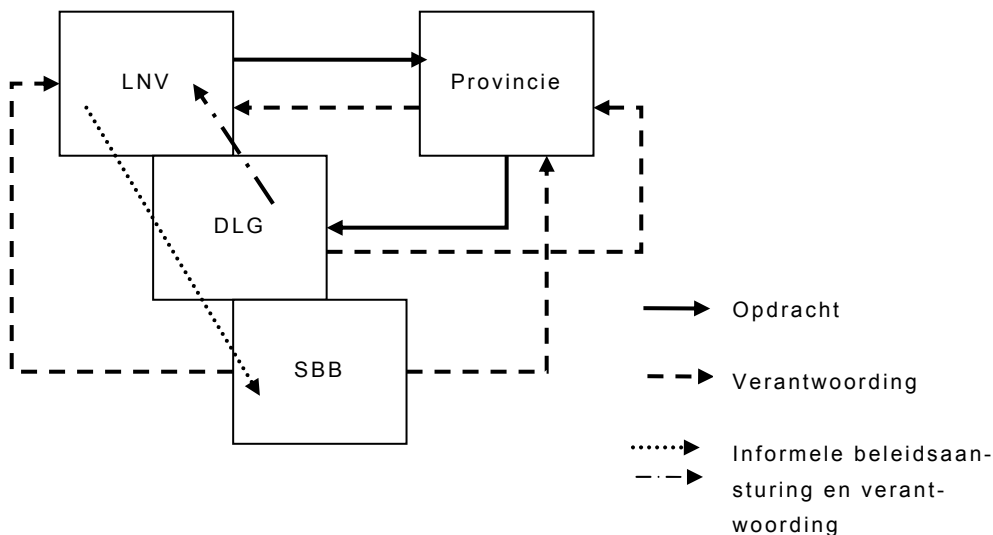 LNV
Provincie
DLG
SBB
Opdracht
Verantwoording
Informele beleidsaan-
sturing en verant-
woording